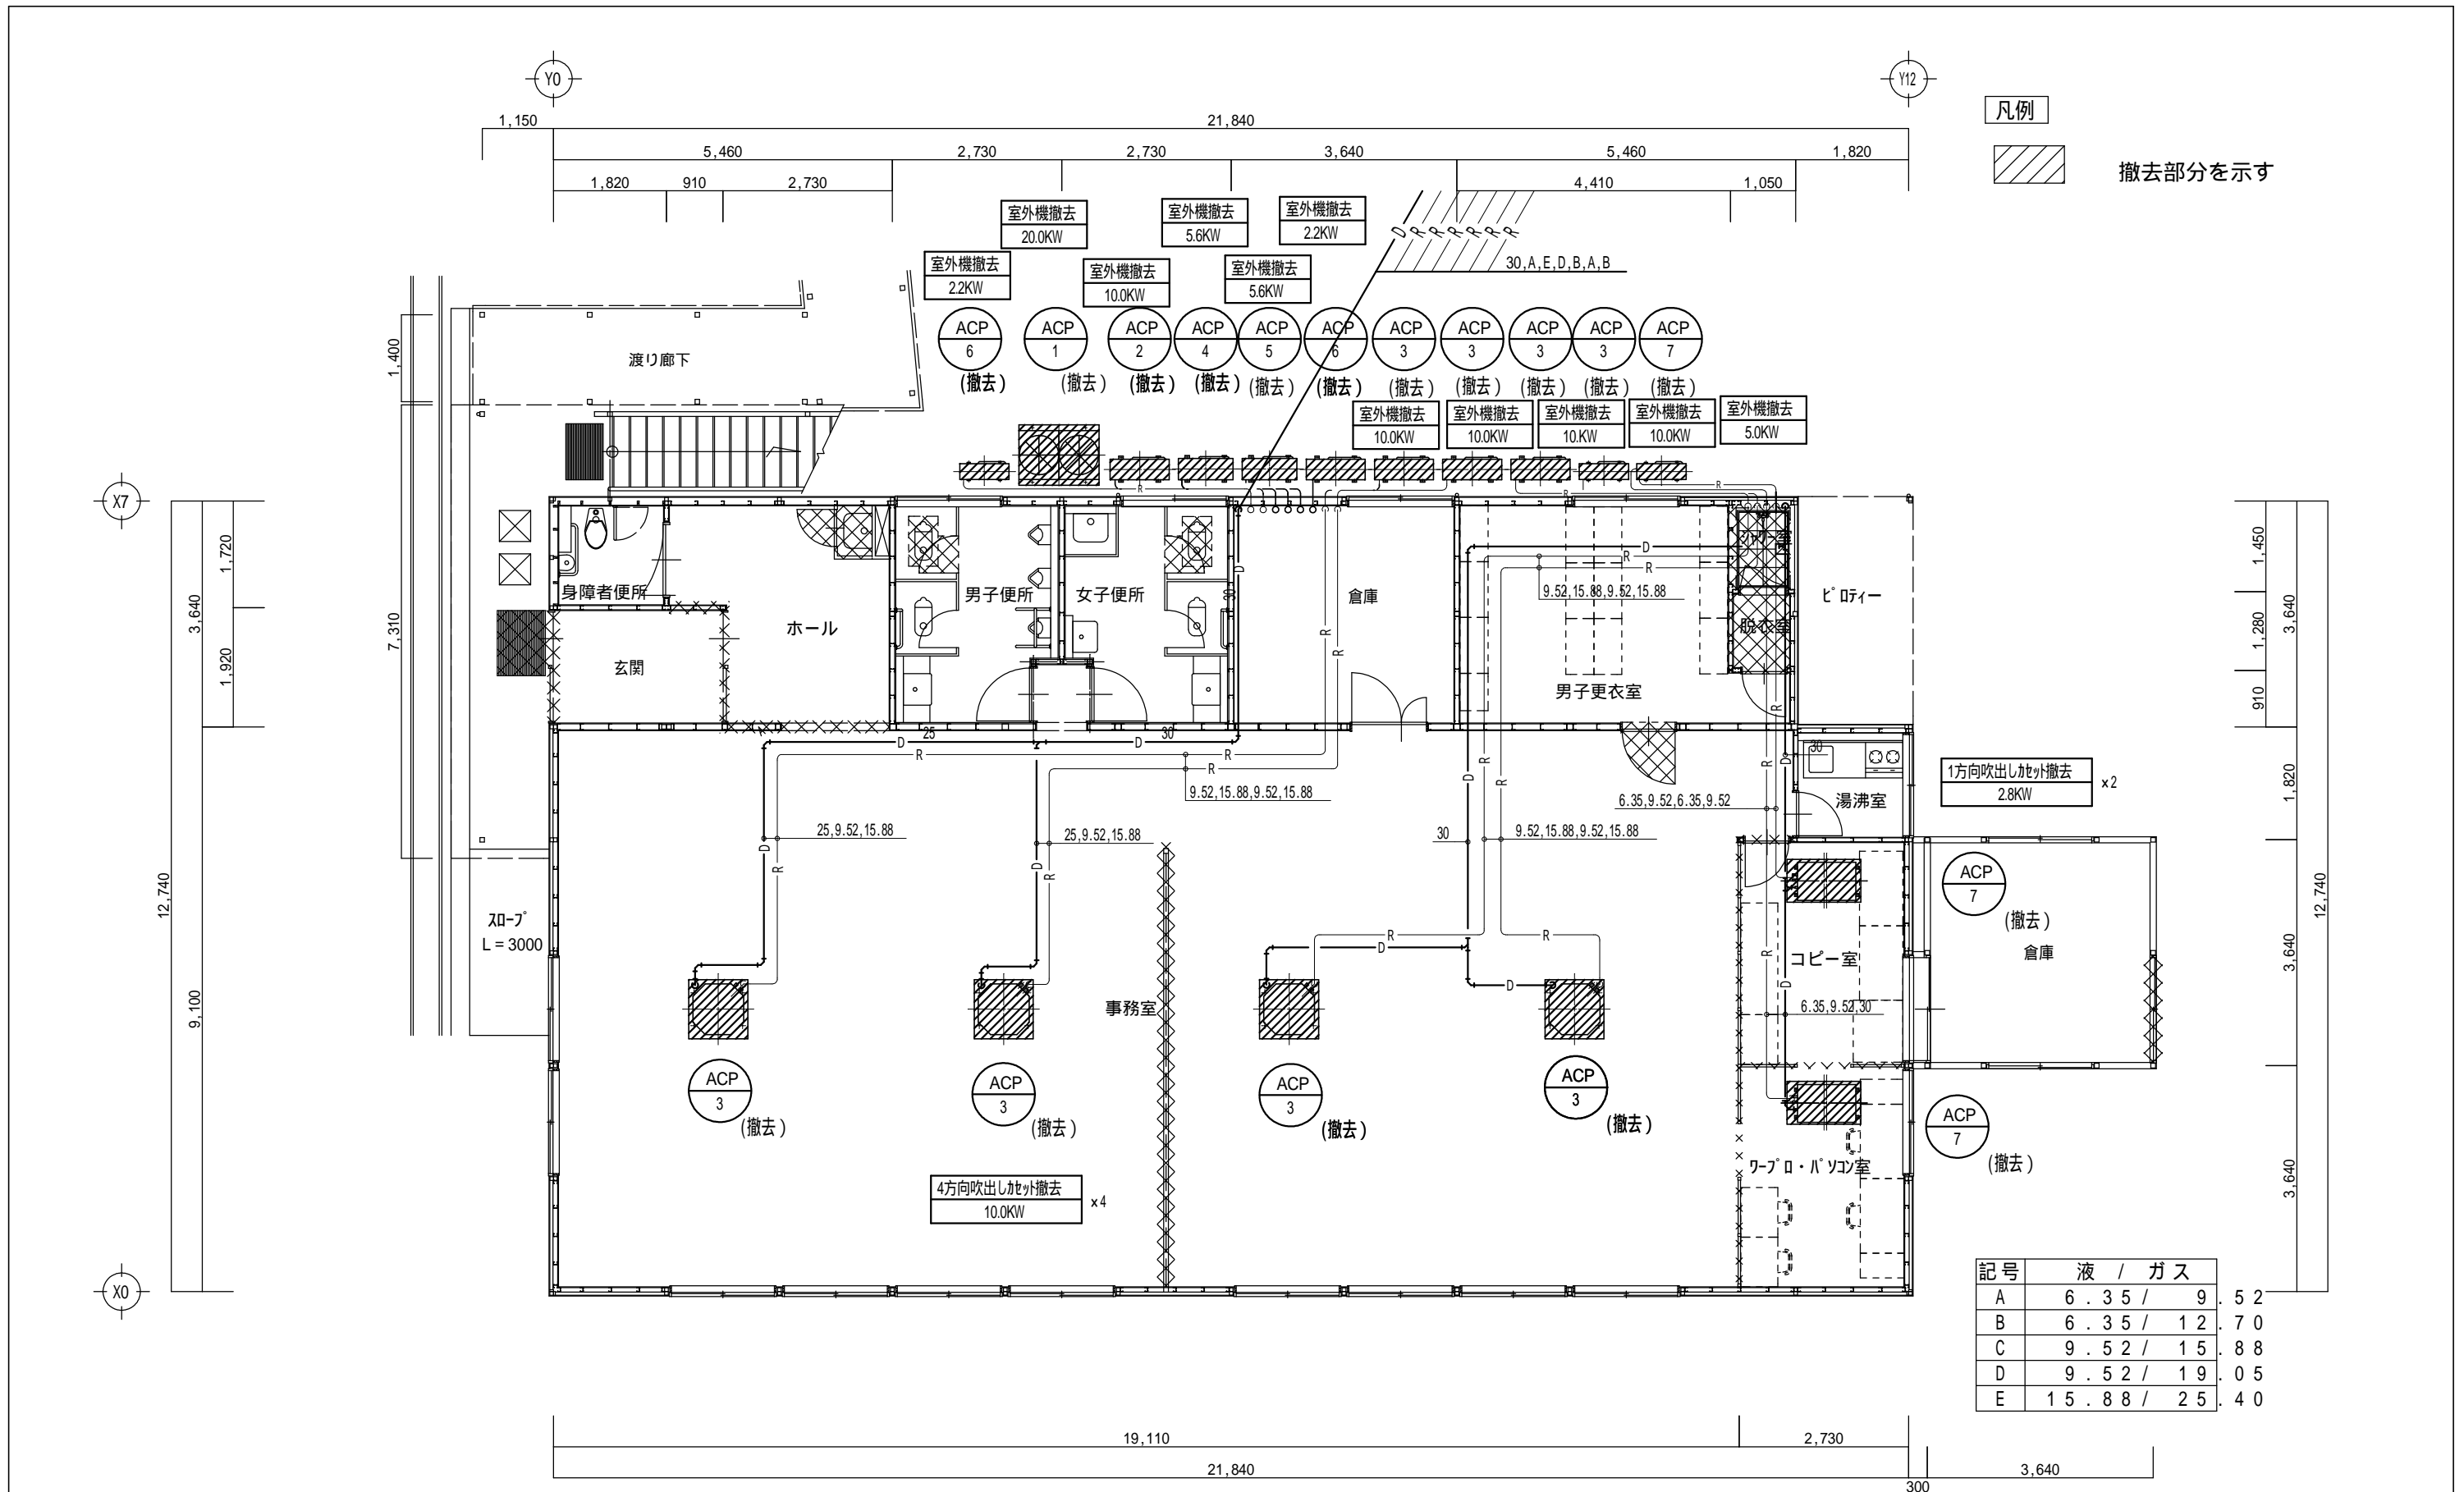 Y0
Y12
1,150
21,840
5,460
2,730
2,730
3,640
5,460
1,820
1,820
910
2,730
4,410
1,050
凡例
撤去部分を示す
室外機撤去
20.0KW
室外機撤去
5.6KW
室外機撤去
2.2KW
室外機撤去
2.2KW
室外機撤去
10.0KW
室外機撤去
5.6KW
D
R
R
R
R
R
R
30,A,E,D,B,A,B
ACP
6
(撤去)
ACP
1
(撤去)
ACP
2
(撤去)
ACP
4
(撤去)
ACP
5
(撤去)
ACP
6
(撤去)
ACP
3
(撤去)
ACP
3
(撤去)
ACP
3
(撤去)
ACP
3
(撤去)
ACP
7
(撤去)
室外機撤去
10.0KW
室外機撤去
10.0KW
室外機撤去
10.KW
室外機撤去
10.0KW
室外機撤去
5.0KW
渡り廊下
1,400
7,310
X7
1,720
3,640
1,920
12,740
9,100
X0
身障者便所
玄関
ホール
男子便所
女子便所
倉庫
男子更衣室
シャワー室
脱衣室
ピロティー
R
R
R
D
R
R
9.52,15.88,9.52,15.88
D
30
R
R
R
25
30
D
D
R
R
R
9.52,15.88,9.52,15.88
25,9.52,15.88
25,9.52,15.88
30
9.52,15.88,9.52,15.88
6.35,9.52,6.35,9.52
30
湯沸室
D
R
D
R
D
R
R
R
D
R
R
D
R
D
R
D
1方向吹出しカセット撤去
2.8KW
x2
ACP
7
(撤去)
倉庫
コピー室
6.35,9.52,30
スロープ
L = 3000
事務室
ACP
3
(撤去)
ACP
3
(撤去)
ACP
3
(撤去)
ACP
3
(撤去)
ACP
7
(撤去)
ワープロ・パソコン室
4方向吹出しカセット撤去
10.0KW
x4
1,450
1,280
3,640
910
1,820
3,640
12,740
3,640
記号 液 / ガス
A 6.35/ 9.52
B 6.35/ 12.70
C 9.52/ 15.88
D 9.52/ 19.05
E 15.88/ 25.40
19,110
2,730
21,840
3,640
300